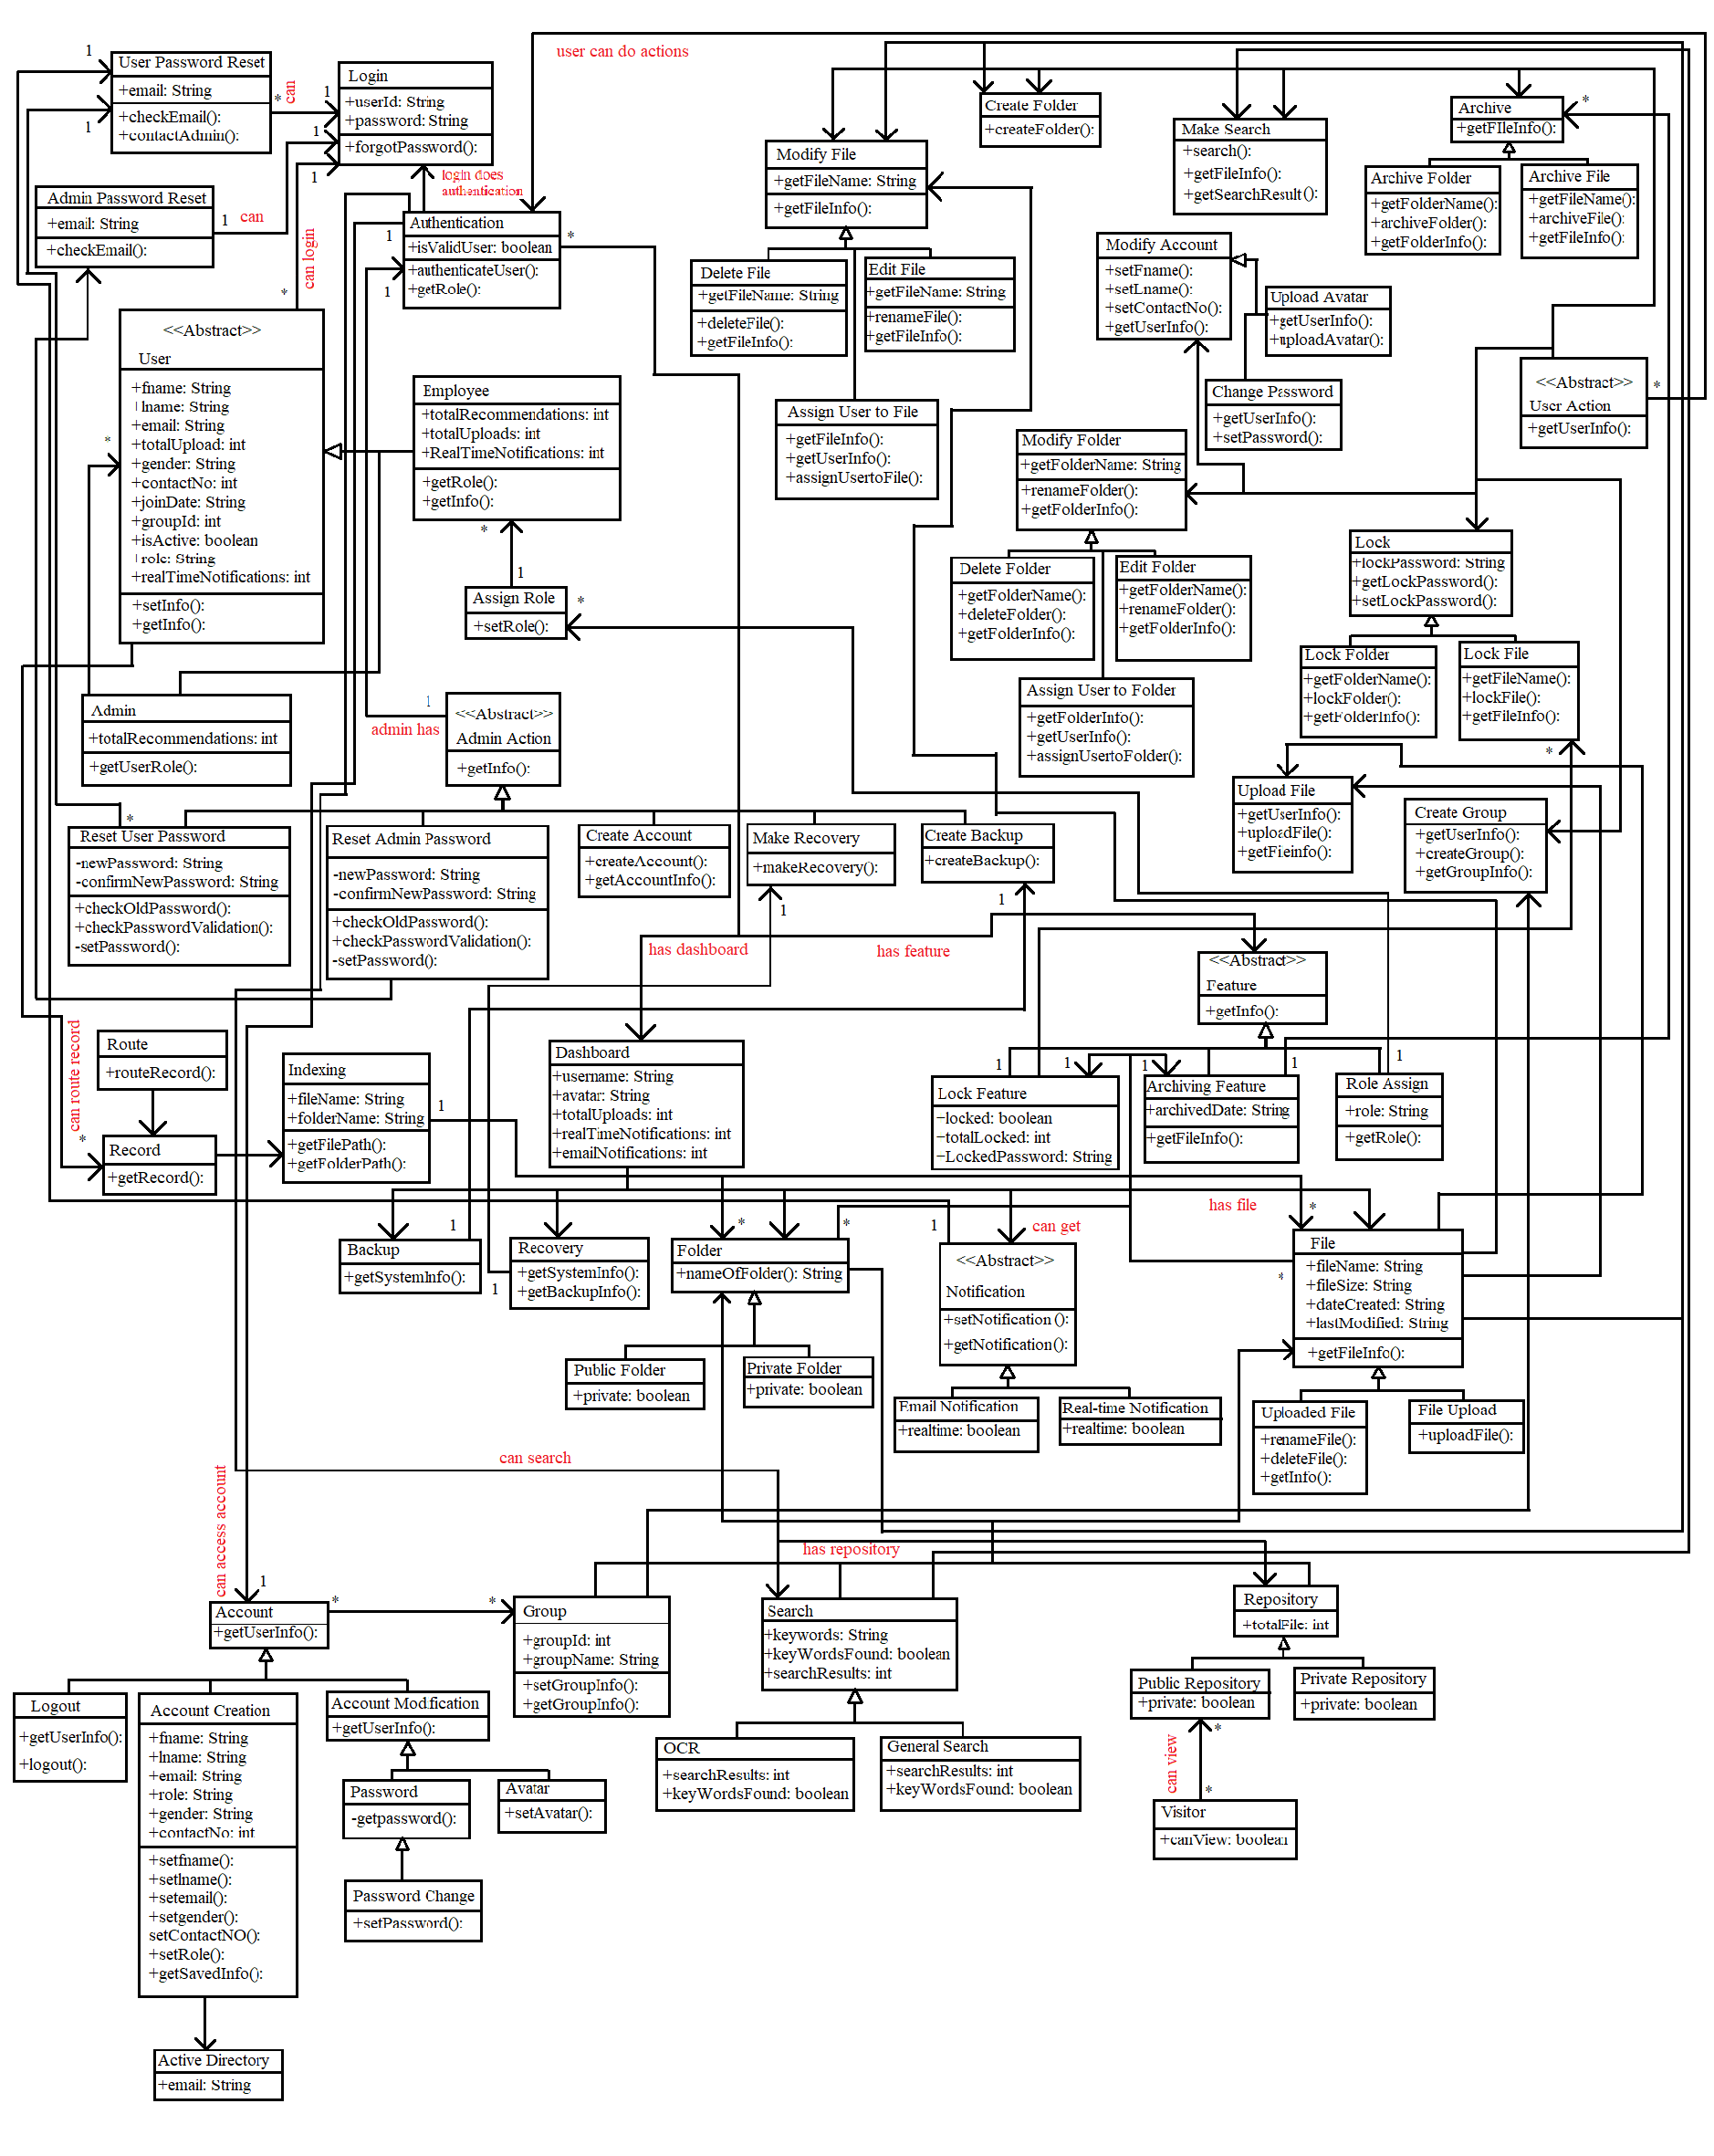 user can do actions
1
User Password Reset
+email: String
+checkEmail():
+contactAdmin():
1
*
can
1
Login
+userId: String
+password: String
+forgotPassword():
1
1
login does
authentication
Admin Password Reset
+email: String
+checkEmail():
1
can
can login
*
Authentication
+isValidUser: boolean
+authenticateUser():
+getRole():
1
1
*
Modify File
+getFileName: String
+getFileInfo():
Create Folder
+createFolder():
Make Search
+search():
+getFileInfo():
+getSearchResult():
Archive
+getFIleInfo():
*
Archive Folder
+getFolderName():
+archiveFolder():
+getFolderInfo():
Archive File
+getFileName():
+archiveFile():
+getFileInfo():
Delete File
+getFileName: String
+deleteFile():
+getFileInfo():
Edit File
+getFileName: String
+renameFile():
+getFileInfo():
Assign User to File
+getFileInfo():
+getUserInfo():
+assignUsertoFile():
Modify Account
+setFname():
+setLname():
+setContactNo():
+getUserInfo():
Upload Avatar
+getUserInfo():
+uploadAvatar():
Change Password
+getUserInfo():
+setPassword():
<<Abstract>>
User Action
+getUserInfo():
*
<<Abstract>>
User
+fname: String
+lname: String
+email: String
+totalUpload: int
+gender: String
+contactNo: int
+joinDate: String
+groupId: int
+isActive: boolean
+role: String
+realTimeNotifications: int
+setInfo():
+getInfo():
*
Employee
+totalRecommendations: int
+totalUploads: int
+RealTimeNotifications: int
+getRole():
+getInfo():
*
1
Assign Role
+setRole():
*
Modify Folder
+getFolderName: String
+renameFolder():
+getFolderInfo():
Delete Folder
+getFolderName():
+deleteFolder():
+getFolderInfo():
Edit Folder
+getFolderName():
+renameFolder():
+getFolderInfo():
Assign User to Folder
+getFolderInfo():
+getUserInfo():
+assignUsertoFolder():
Lock
+lockPassword: String
+getLockPassword():
+setLockPassword():
Lock Folder
+getFolderName():
+lockFolder():
+getFolderInfo():
Lock File
+getFileName():
+lockFile():
+getFileInfo():
*
Admin
+totalRecommendations: int
+getUserRole():
1
admin has
<<Abstract>>
Admin Action
+getInfo():
Upload File
+getUserInfo():
+uploadFile():
+getFieinfo():
Create Group
+getUserInfo():
+createGroup():
+getGroupInfo():
*
Reset User Password
-newPassword: String
-confirmNewPassword: String
+checkOldPassword():
+checkPasswordValidation():
-setPassword():
Reset Admin Password
-newPassword: String
-confirmNewPassword: String
+checkOldPassword():
+checkPasswordValidation():
-setPassword():
Create Account
+createAccount():
+getAccountInfo():
Make Recovery
+makeRecovery():
1
Create Backup
+createBackup():
1
has dashboard
has feature
<<Abstract>>
Feature
+getInfo():
can route record
*
Route
+routeRecord():
Record
+getRecord():
Indexing
+fileName: String
+folderName: String
+getFilePath():
+getFolderPath():
1
Dashboard
+username: String
+avatar: String
+totalUploads: int
+realTimeNotifications: int
+emailNotifications: int
1
1
1
1
1
Lock Feature
−locked: boolean
−totalLocked: int
−LockedPassword: String
Archiving Feature
+archivedDate: String
+getFileInfo():
Role Assign
+role: String
+getRole():
Backup
+getSystemInfo():
1
Recovery
+getSystemInfo():
+getBackupInfo():
1
Folder
+nameOfFolder(): String
*
*
1
can get
<<Abstract>>
Notification
+setNotification():
+getNotification():
has file
*
*
File
+fileName: String
+fileSize: String
+dateCreated: String
+lastModified: String
+getFileInfo():
Public Folder
+private: boolean
Private Folder
+private: boolean
Email Notification
+realtime: boolean
Real-time Notification
+realtime: boolean
Uploaded File
+renameFile():
+deleteFile():
+getInfo():
File Upload
+uploadFile():
can search
can access account
has repository
1
Account
+getUserInfo():
*
*
Group
+groupId: int
+groupName: String
+setGroupInfo():
+getGroupInfo():
Search
+keywords: String
+keyWordsFound: boolean
+searchResults: int
Repository
+totalFile: int
Public Repository
+private: boolean
Private Repository
+private: boolean
*
can view
*
Visitor
+canView: boolean
OCR
+searchResults: int
+keyWordsFound: boolean
General Search
+searchResults: int
+keyWordsFound: boolean
Logout
+getUserInfo():
+logout():
Account Creation
+fname: String
+lname: String
+email: String
+role: String
+gender: String
+contactNo: int
+setfname():
+setlname():
+setemail():
+setgender():
setContactNO():
+setRole():
+getSavedInfo():
Account Modification
+getUserInfo():
Password
-getpassword():
Avatar
+setAvatar():
Password Change
+setPassword():
Active Directory
+email: String